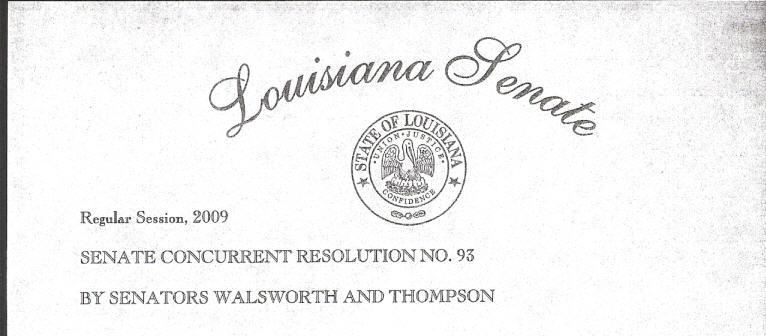 Louisiana Senate
STATE OF LOUISIANA
UNION · JUSTICE
CONFIDENCE
Regular Session, 2009
SENATE CONCURRENT RESOLUTION NO. 93
BY SENATORS WALSWORTH AND THOMPSON